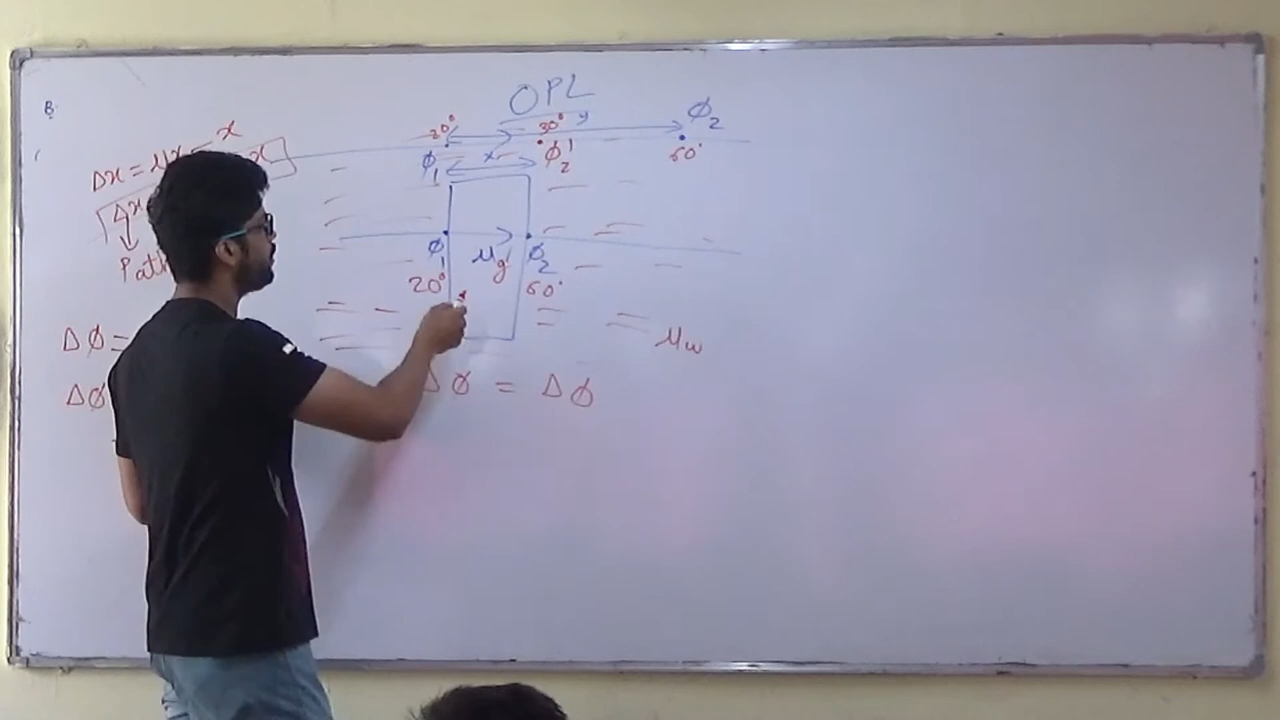 OPL
B.
20° 30° y ϕ2
Δx = μx - x
ϕ1 x ϕ2' 60°
Δx
x
Path
ϕ1 μg ϕ2
20° 60°
Δϕ =
μw
Δϕ
Δϕ = Δϕ